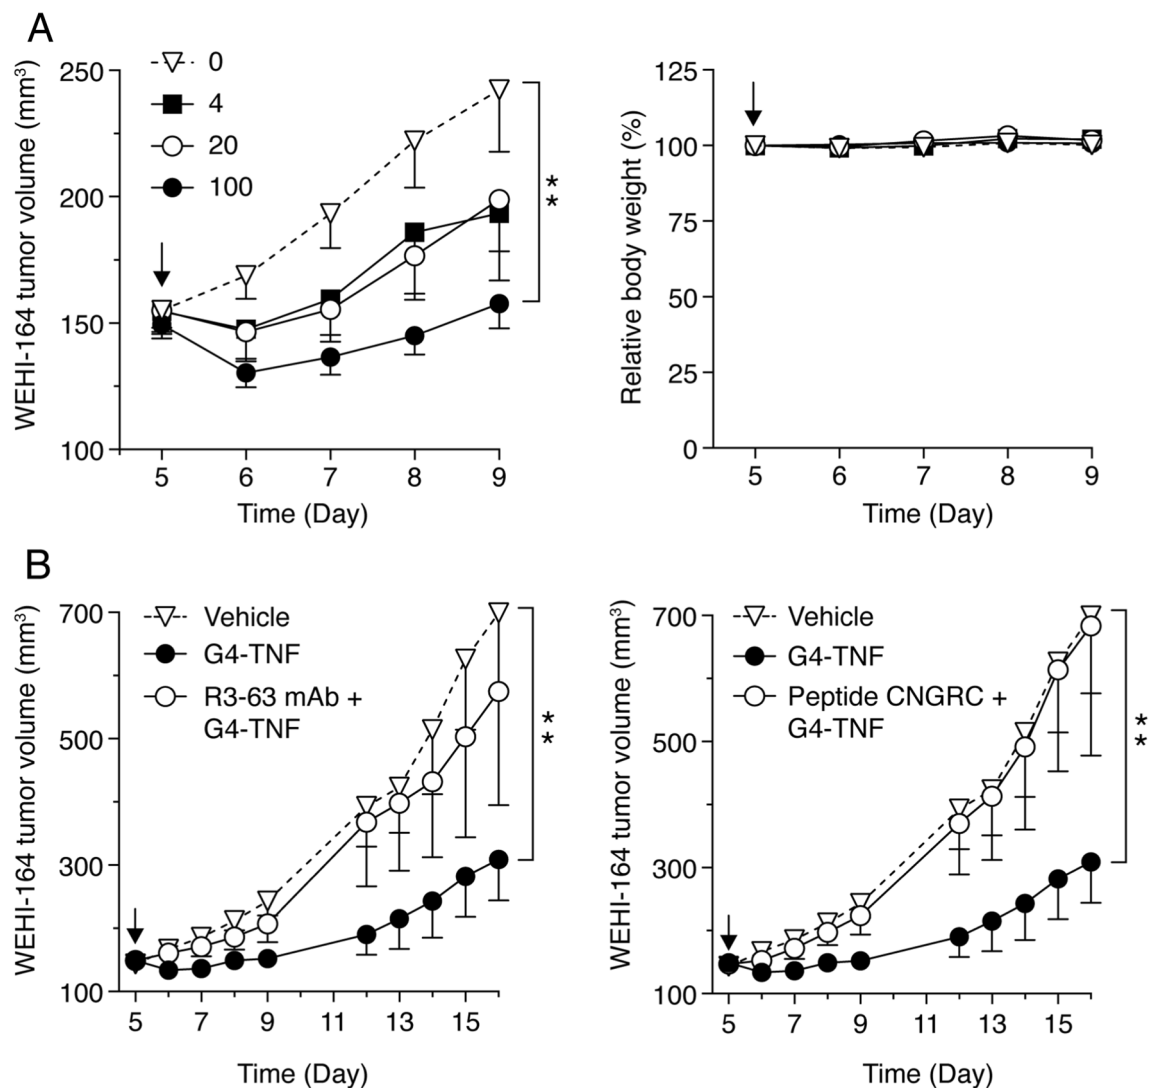 A
WEHI-164 tumor volume (mm³)
250
200
150
100
0
4
20
100
*
*
5
6
7
8
9
Time (Day)
Relative body weight (%)
125
100
75
50
25
0
5
6
7
8
9
Time (Day)
B
WEHI-164 tumor volume (mm³)
700
500
300
100
Vehicle
G4-TNF
R3-63 mAb +
G4-TNF
*
*
5
7
9
11
13
15
Time (Day)
WEHI-164 tumor volume (mm³)
700
500
300
100
Vehicle
G4-TNF
Peptide CNGRC +
G4-TNF
*
*
5
7
9
11
13
15
Time (Day)